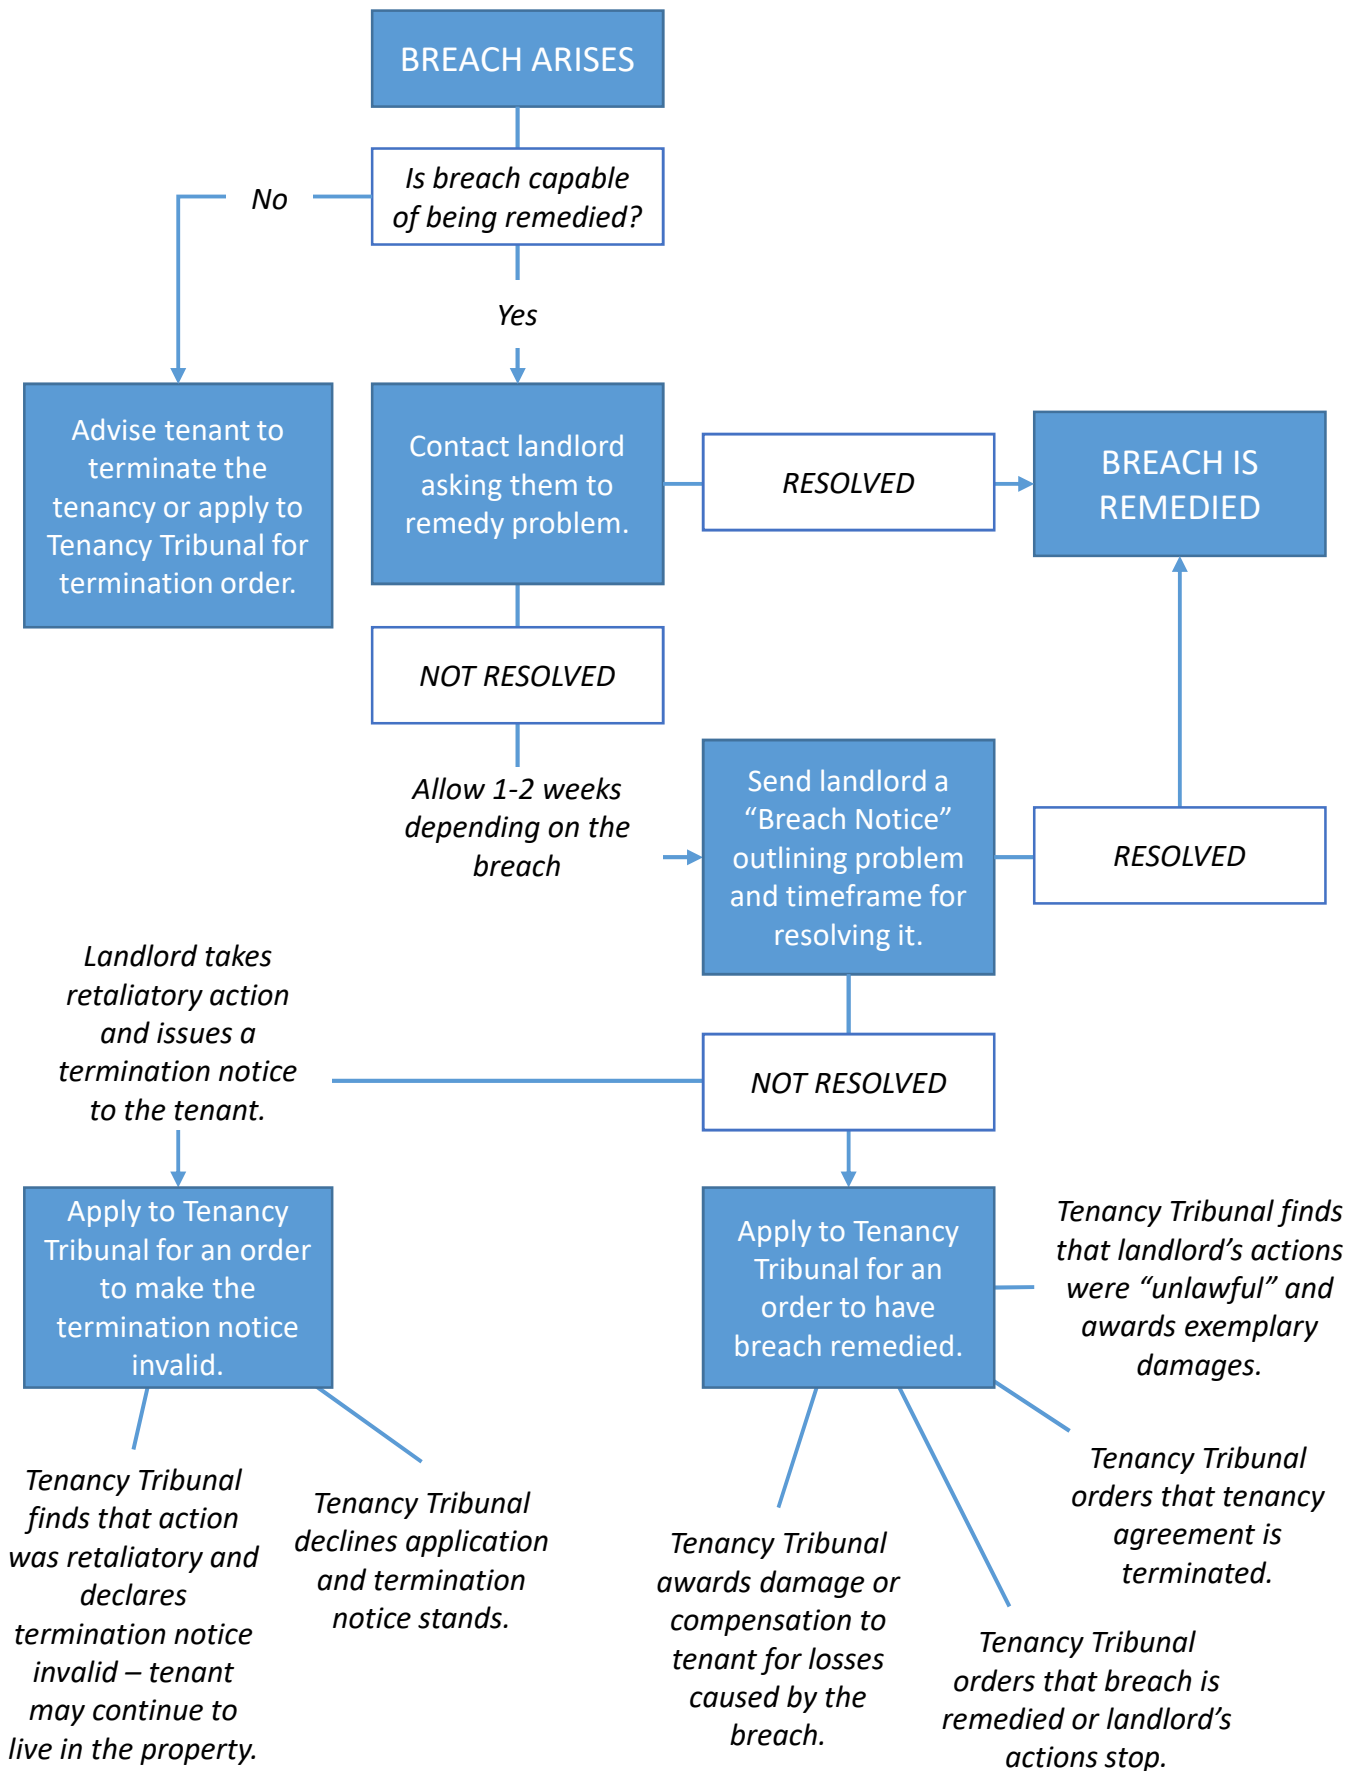 BREACH ARISES
Is breach capable
of being remedied?
No
Yes
Advise tenant to
terminate the
tenancy or apply to
Tenancy Tribunal for
termination order.
Contact landlord
asking them to
remedy problem.
RESOLVED
BREACH IS
REMEDIED
NOT RESOLVED
Allow 1-2 weeks
depending on the
breach
Send landlord a
“Breach Notice”
outlining problem
and timeframe for
resolving it.
RESOLVED
Landlord takes
retaliatory action
and issues a
termination notice
to the tenant.
NOT RESOLVED
Apply to Tenancy
Tribunal for an order
to make the
termination notice
invalid.
Apply to Tenancy
Tribunal for an
order to have
breach remedied.
Tenancy Tribunal finds
that landlord’s actions
were “unlawful” and
awards exemplary
damages.
Tenancy Tribunal
finds that action
was retaliatory and
declares
termination notice
invalid – tenant
may continue to
live in the property.
Tenancy Tribunal
declines application
and termination
notice stands.
Tenancy Tribunal
awards damage or
compensation to
tenant for losses
caused by the
breach.
Tenancy Tribunal
orders that breach is
remedied or landlord’s
actions stop.
Tenancy Tribunal
orders that tenancy
agreement is
terminated.